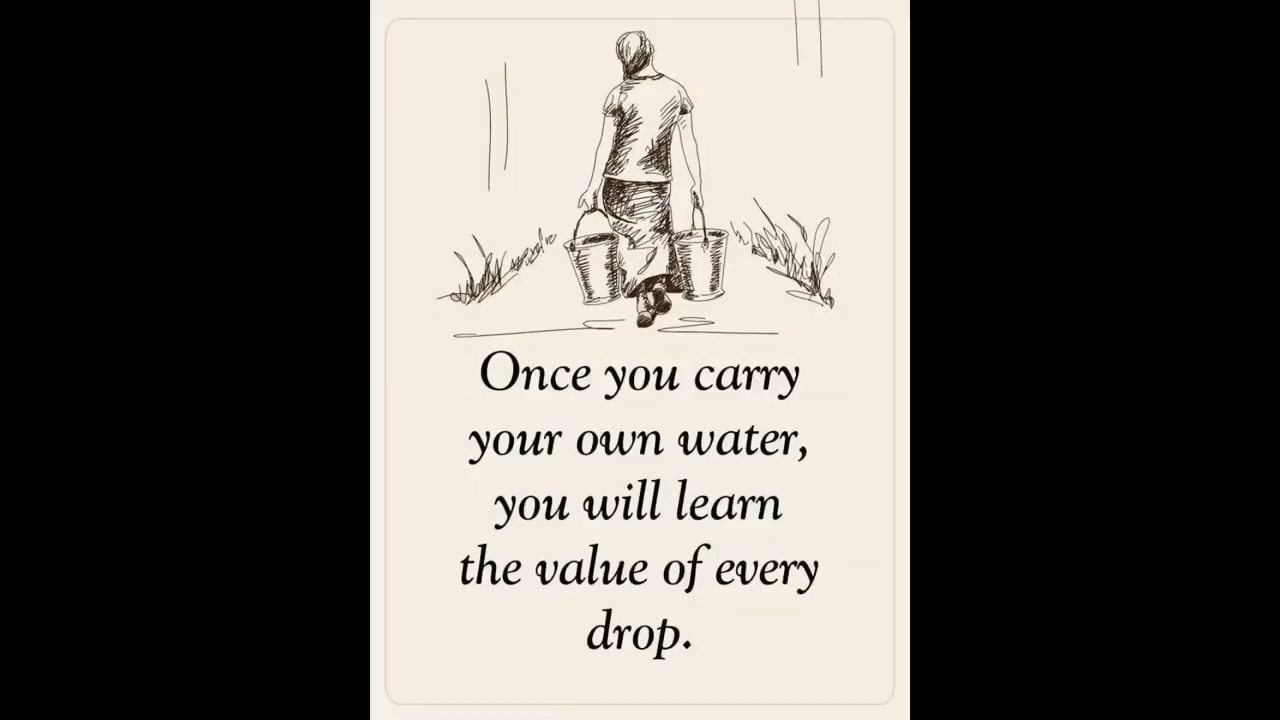 Once you carry
your own water,
you will learn
the value of every
drop.